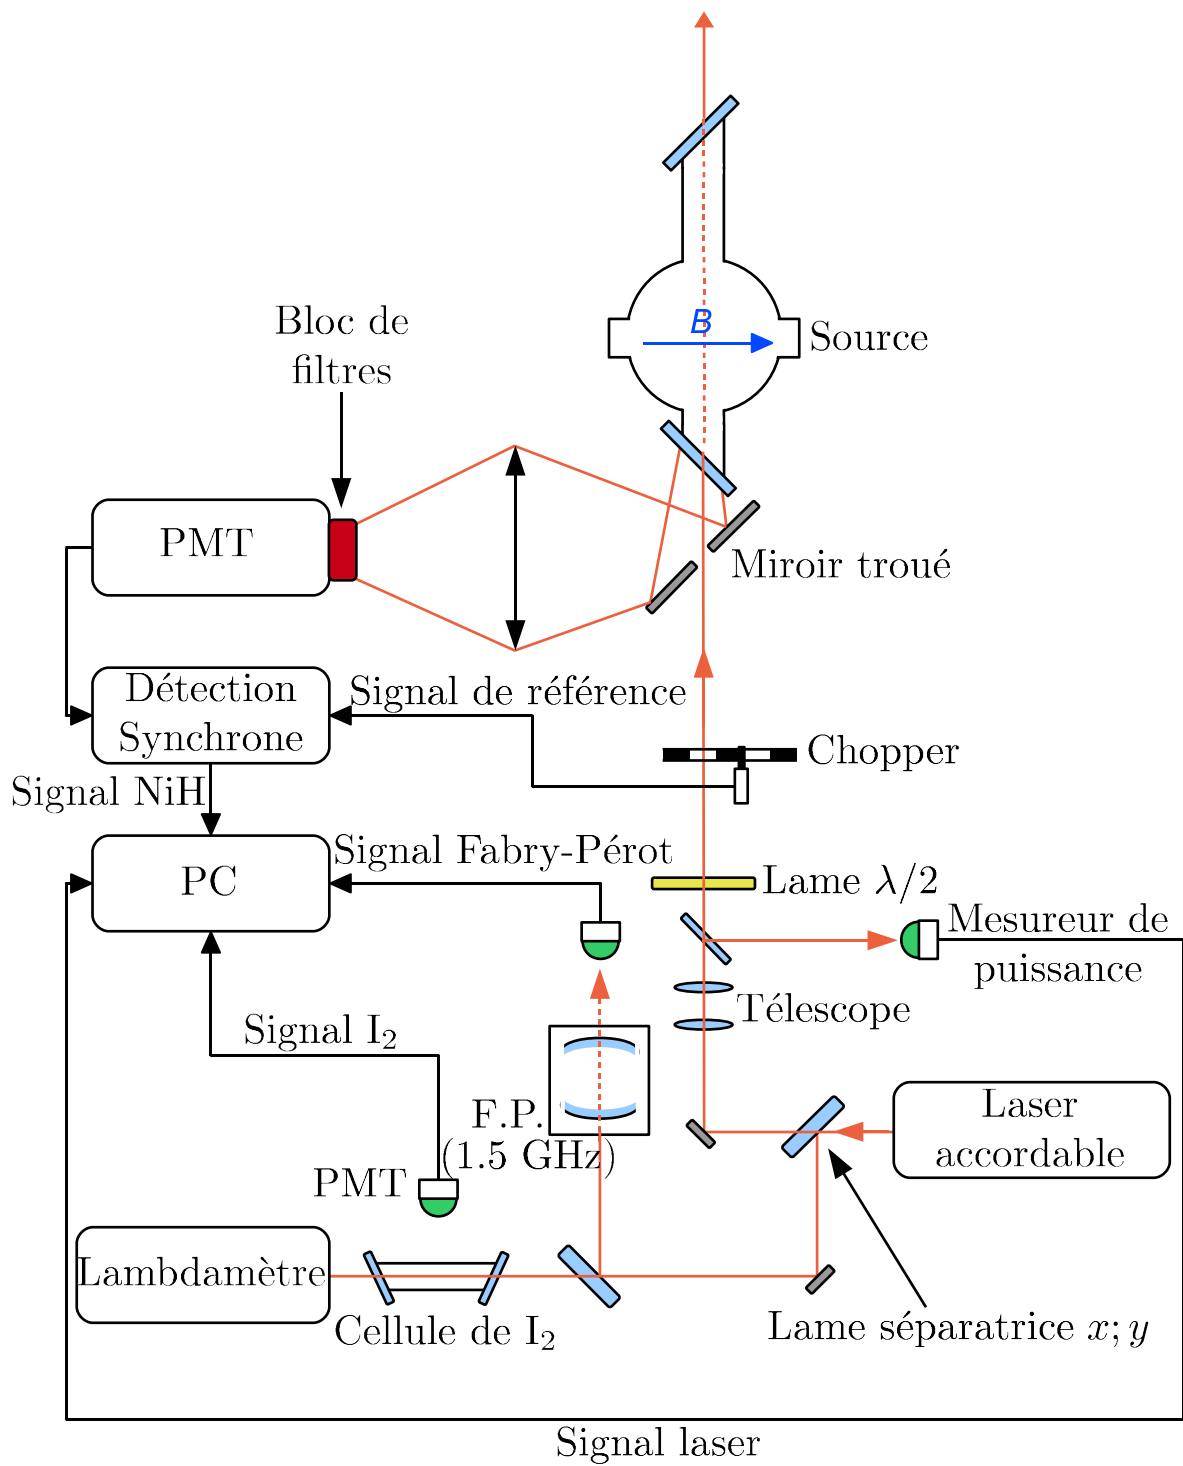 B
Source
Bloc de
filtres
PMT
Miroir troué
Détection
Synchrone
Signal de référence
Chopper
Signal NiH
PC
Signal Fabry-Pérot
Lame λ/2
Mesureur de
puissance
Télescope
Signal I₂
F.P.
(1.5 GHz)
Laser
accordable
PMT
Lambdamètre
Cellule de I₂
Lame séparatrice x; y
Signal laser